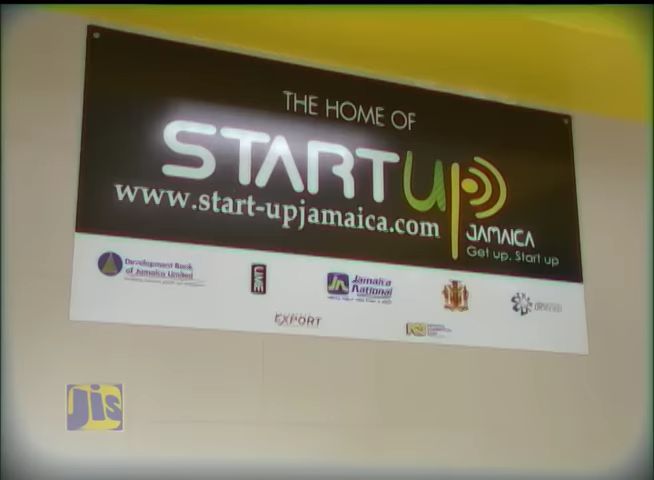 THE HOME OF
STARTUP
www.start-upjamaica.com
JAMAICA
Get up, Start up
Development Bank
of Jamaica Limited
LIME
Jamaica
National
EXPORT
jis